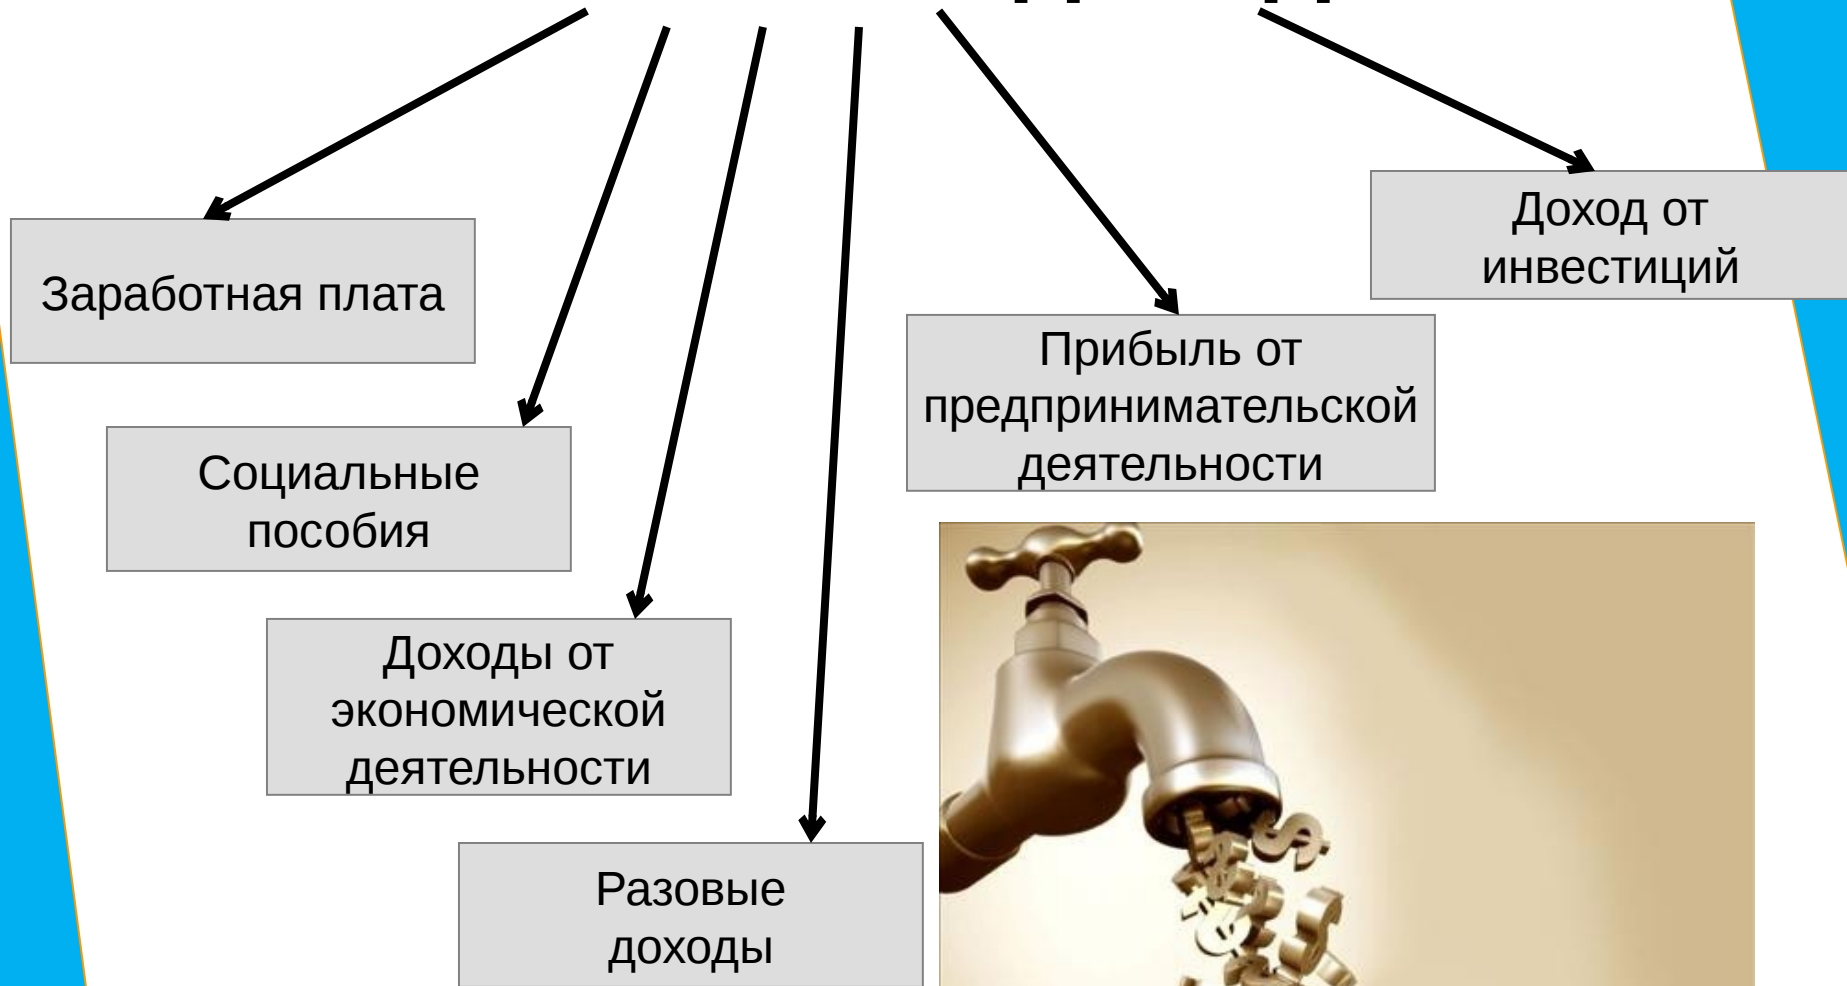 Заработная плата
Социальные
пособия
Доходы от
экономической
деятельности
Разовые
доходы
Прибыль от
предпринимательской
деятельности
Доход от
инвестиций